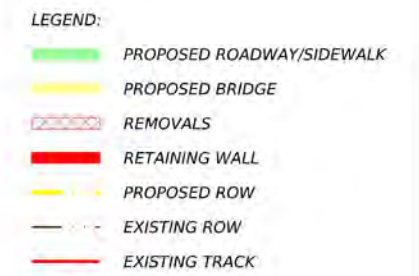 LEGEND:
PROPOSED ROADWAY/SIDEWALK
PROPOSED BRIDGE
REMOVALS
RETAINING WALL
PROPOSED ROW
EXISTING ROW
EXISTING TRACK